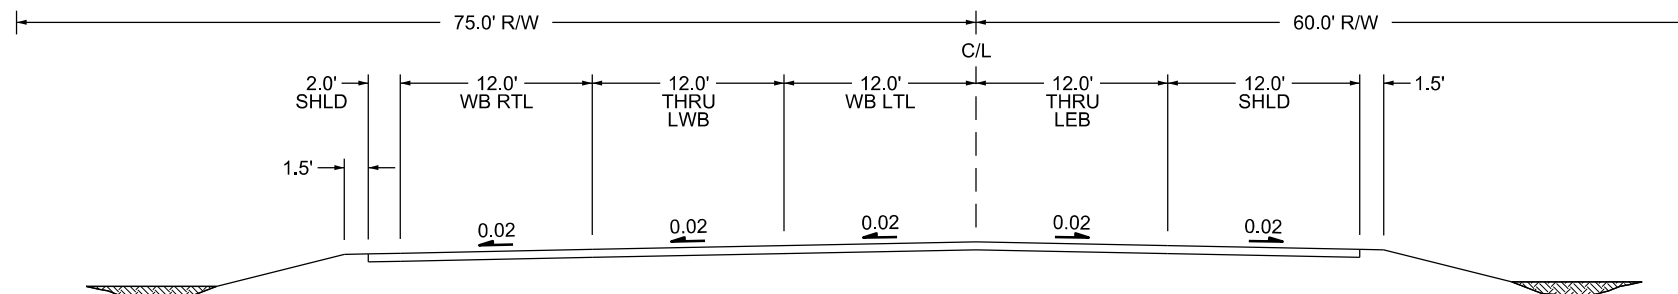 75.0' R/W
60.0' R/W
C/L
2.0'
SHLD
12.0'
WB RTL
12.0'
THRU
LWB
12.0'
WB LTL
12.0'
THRU
LEB
12.0'
SHLD
1.5'
1.5'
0.02
0.02
0.02
0.02
0.02